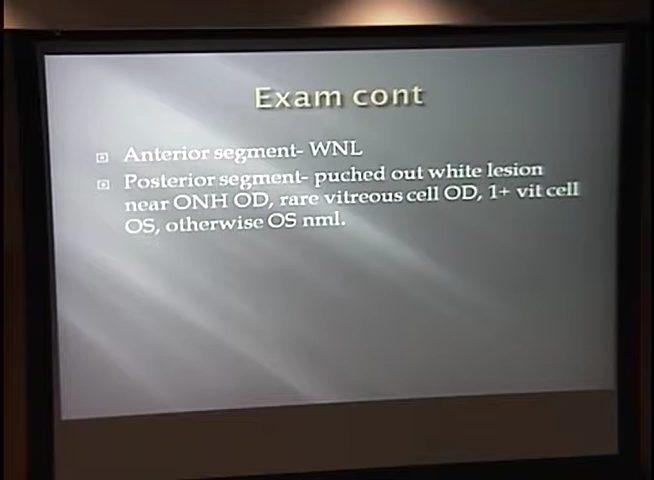 Exam cont
Anterior segment- WNL
Posterior segment- puched out white lesion
near ONH OD, rare vitreous cell OD, 1+ vit cell
OS, otherwise OS nml.